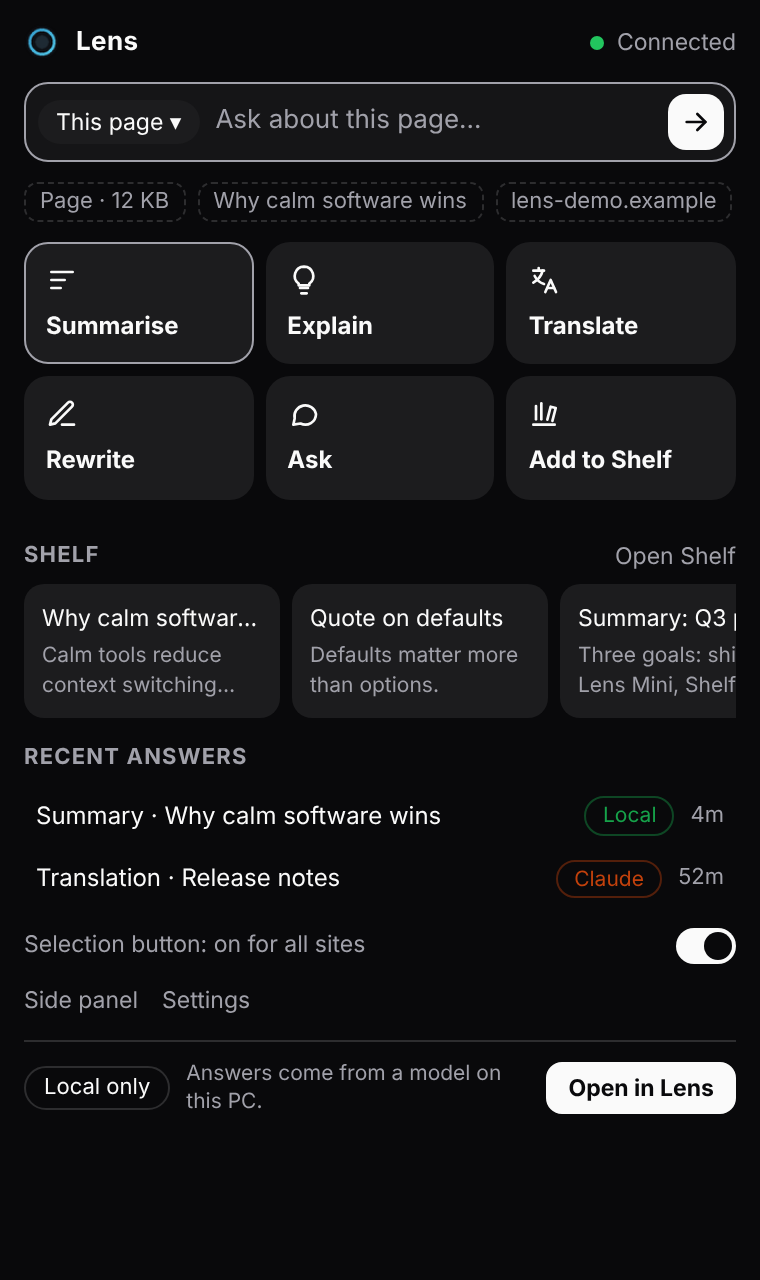 Lens
Connected
This page ▾
Ask about this page...
Page · 12 KB
Why calm software wins
lens-demo.example
Summarise
Explain
Translate
Rewrite
Ask
Add to Shelf
SHELF
Open Shelf
Why calm softwar...
Calm tools reduce
context switching...
Quote on defaults
Defaults matter more
than options.
Summary: Q3
Three goals: shi
Lens Mini, Shelf
RECENT ANSWERS
Summary · Why calm software wins
Local
4m
Translation · Release notes
Claude
52m
Selection button: on for all sites
Side panel
Settings
Local only
Answers come from a model on
this PC.
Open in Lens